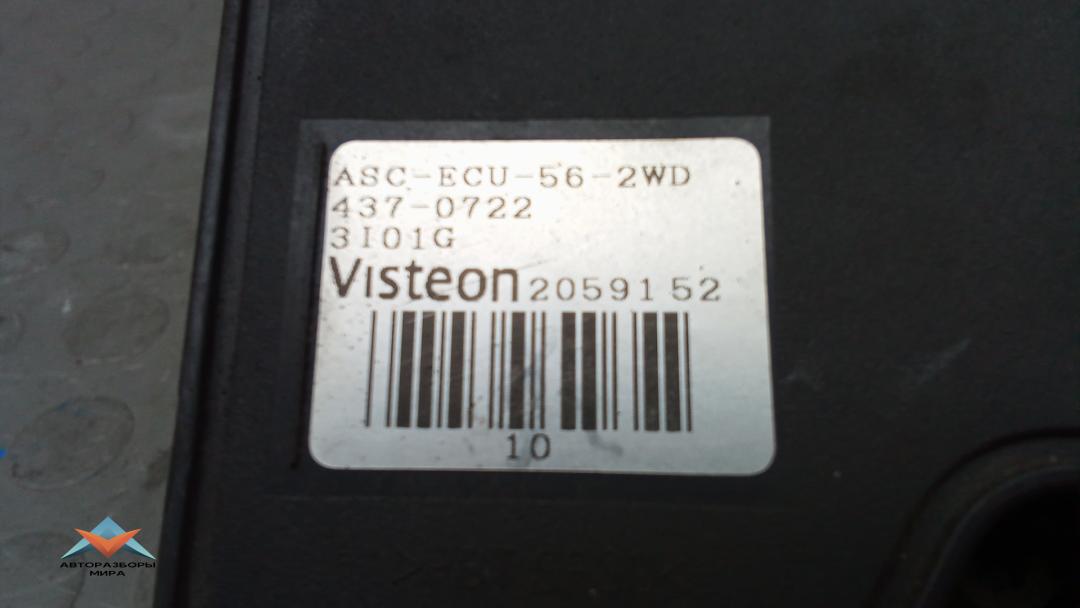 ASC-ECU-56-2WD
437-0722
3I01G
Visteon 2059152
10
АВТОРАЗБОРЫ
МИРА